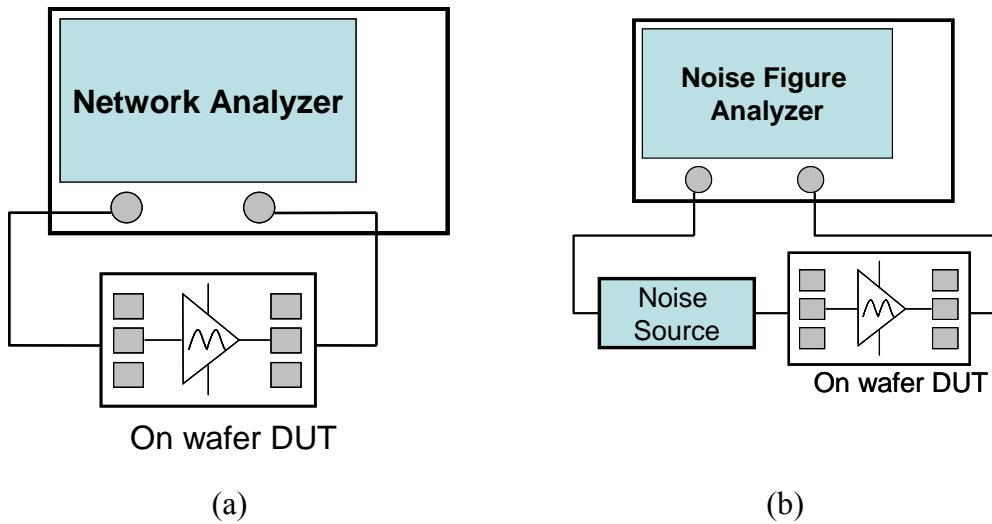 Network Analyzer
On wafer DUT
(a)
Noise Figure
Analyzer
Noise
Source
On wafer DUT
(b)